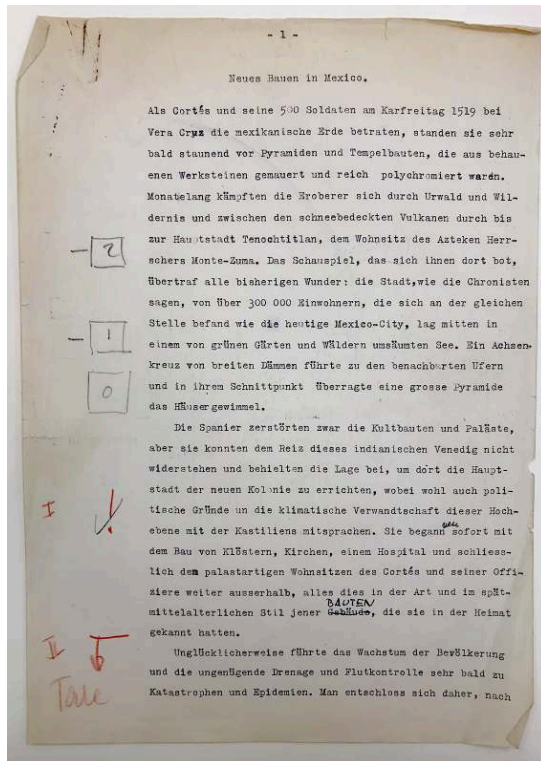 - 1 -
Neues Bauen in Mexico.
Als Cortés und seine 500 Soldaten am Karfreitag 1519 bei
Vera Cruz die mexikanische Erde betraten, standen sie sehr
bald staunend vor Pyramiden und Tempelbauten, die aus behau-
enen Werksteinen gemauert und reich polychromiert waren.
Monatelang kämpften die Eroberer sich durch Urwald und Wil-
dernis und zwischen den schneebedeckten Vulkanen durch bis
zur Hauptstadt Tenochtitlan, dem Wohnsitz des Azteken Herr-
schers Monte-Zuma. Das Schauspiel, das sich ihnen dort bot,
übertraf alle bisherigen Wunder: die Stadt, wie die Chronisten
sagen, von über 300 000 Einwohnern, die sich an der gleichen
Stelle befand wie die heutige Mexico-City, lag mitten in
einem von grünen Gärten und Wäldern umsäumten See. Ein Achsen-
kreuz von breiten Dämmen führte zu den benachbarten Ufern
und in ihrem Schnittpunkt überragte eine grosse Pyramide
das Häusergewimmel.
Die Spanier zerstörten zwar die Kultbauten und Paläste,
aber sie konnten dem Reiz dieses indianischen Venedig nicht
widerstehen und behielten die Lage bei, um dort die Haupt-
stadt der neuen Kolonie zu errichten, wobei wohl auch poli-
tische Gründe un die klimatische Verwandtschaft dieser Hoch-
ebene mit der Kastiliens mitsprachen. Sie begannen sofort mit
dem Bau von Klöstern, Kirchen, einem Hospital und schliess-
lich den palastartigen Wohnsitzen des Cortés und seiner Offi-
ziere weiter ausserhalb, alles dies in der Art und im spät-
BAUTEN
mittelalterlichen Stil jener Gebäude, die sie in der Heimat
gekannt hatten.
Unglücklicherweise führte das Wachstum der Bevölkerung
und die ungenügende Drenage und Flutkontrolle sehr bald zu
Katastrophen und Epidemien. Man entschloss sich daher, nach
- 2
- 1
0
I !
II